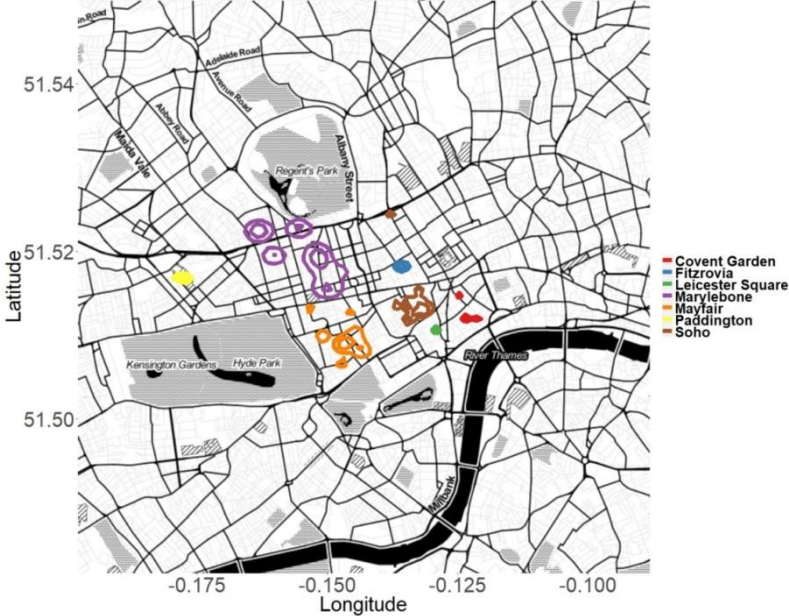 in Road
Adelaide Road
51.54
Avenue Road
Abbey Road
Maida Vale
Albany Street
Regent's Park
51.52
Latitude
Covent Garden
Fitzrovia
Leicester Square
Marylebone
Mayfair
Paddington
Soho
River Thames
Kensington Gardens
Hyde Park
51.50
Millbank
-0.175
-0.150
-0.125
-0.100
Longitude